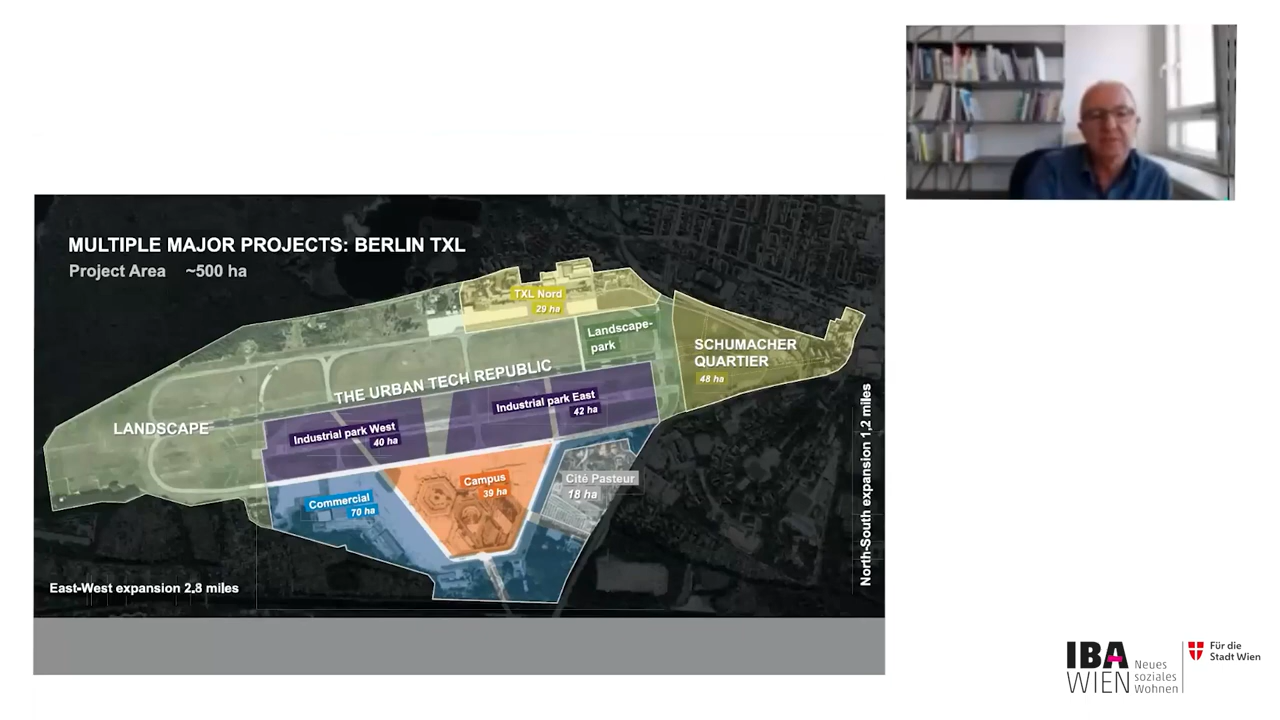 MULTIPLE MAJOR PROJECTS: BERLIN TXL
Project Area ~500 ha
TXL Nord
29 ha
Landscape-
park
SCHUMACHER
QUARTIER
48 ha
THE URBAN TECH REPUBLIC
Industrial park East
42 ha
LANDSCAPE
Industrial park West
40 ha
Campus
39 ha
Cité Pasteur
18 ha
Commercial
70 ha
East-West expansion 2,8 miles
North-South expansion 1,2 miles
IBA
WIEN
Neues
soziales
Wohnen
Für die
Stadt Wien